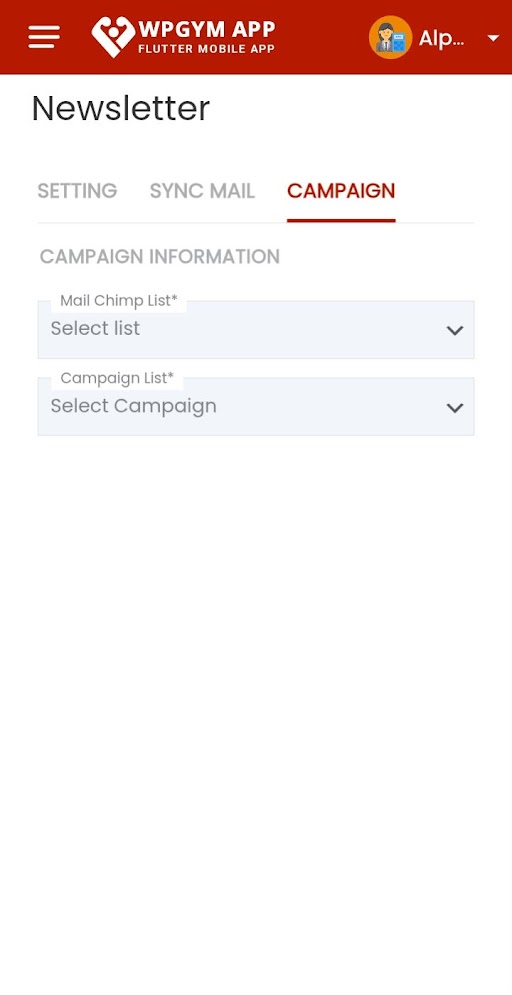 WPGYM APP
FLUTTER MOBILE APP
Alp...
Newsletter
SETTING SYNC MAIL CAMPAIGN
CAMPAIGN INFORMATION
Mail Chimp List*
Select list
Campaign List*
Select Campaign